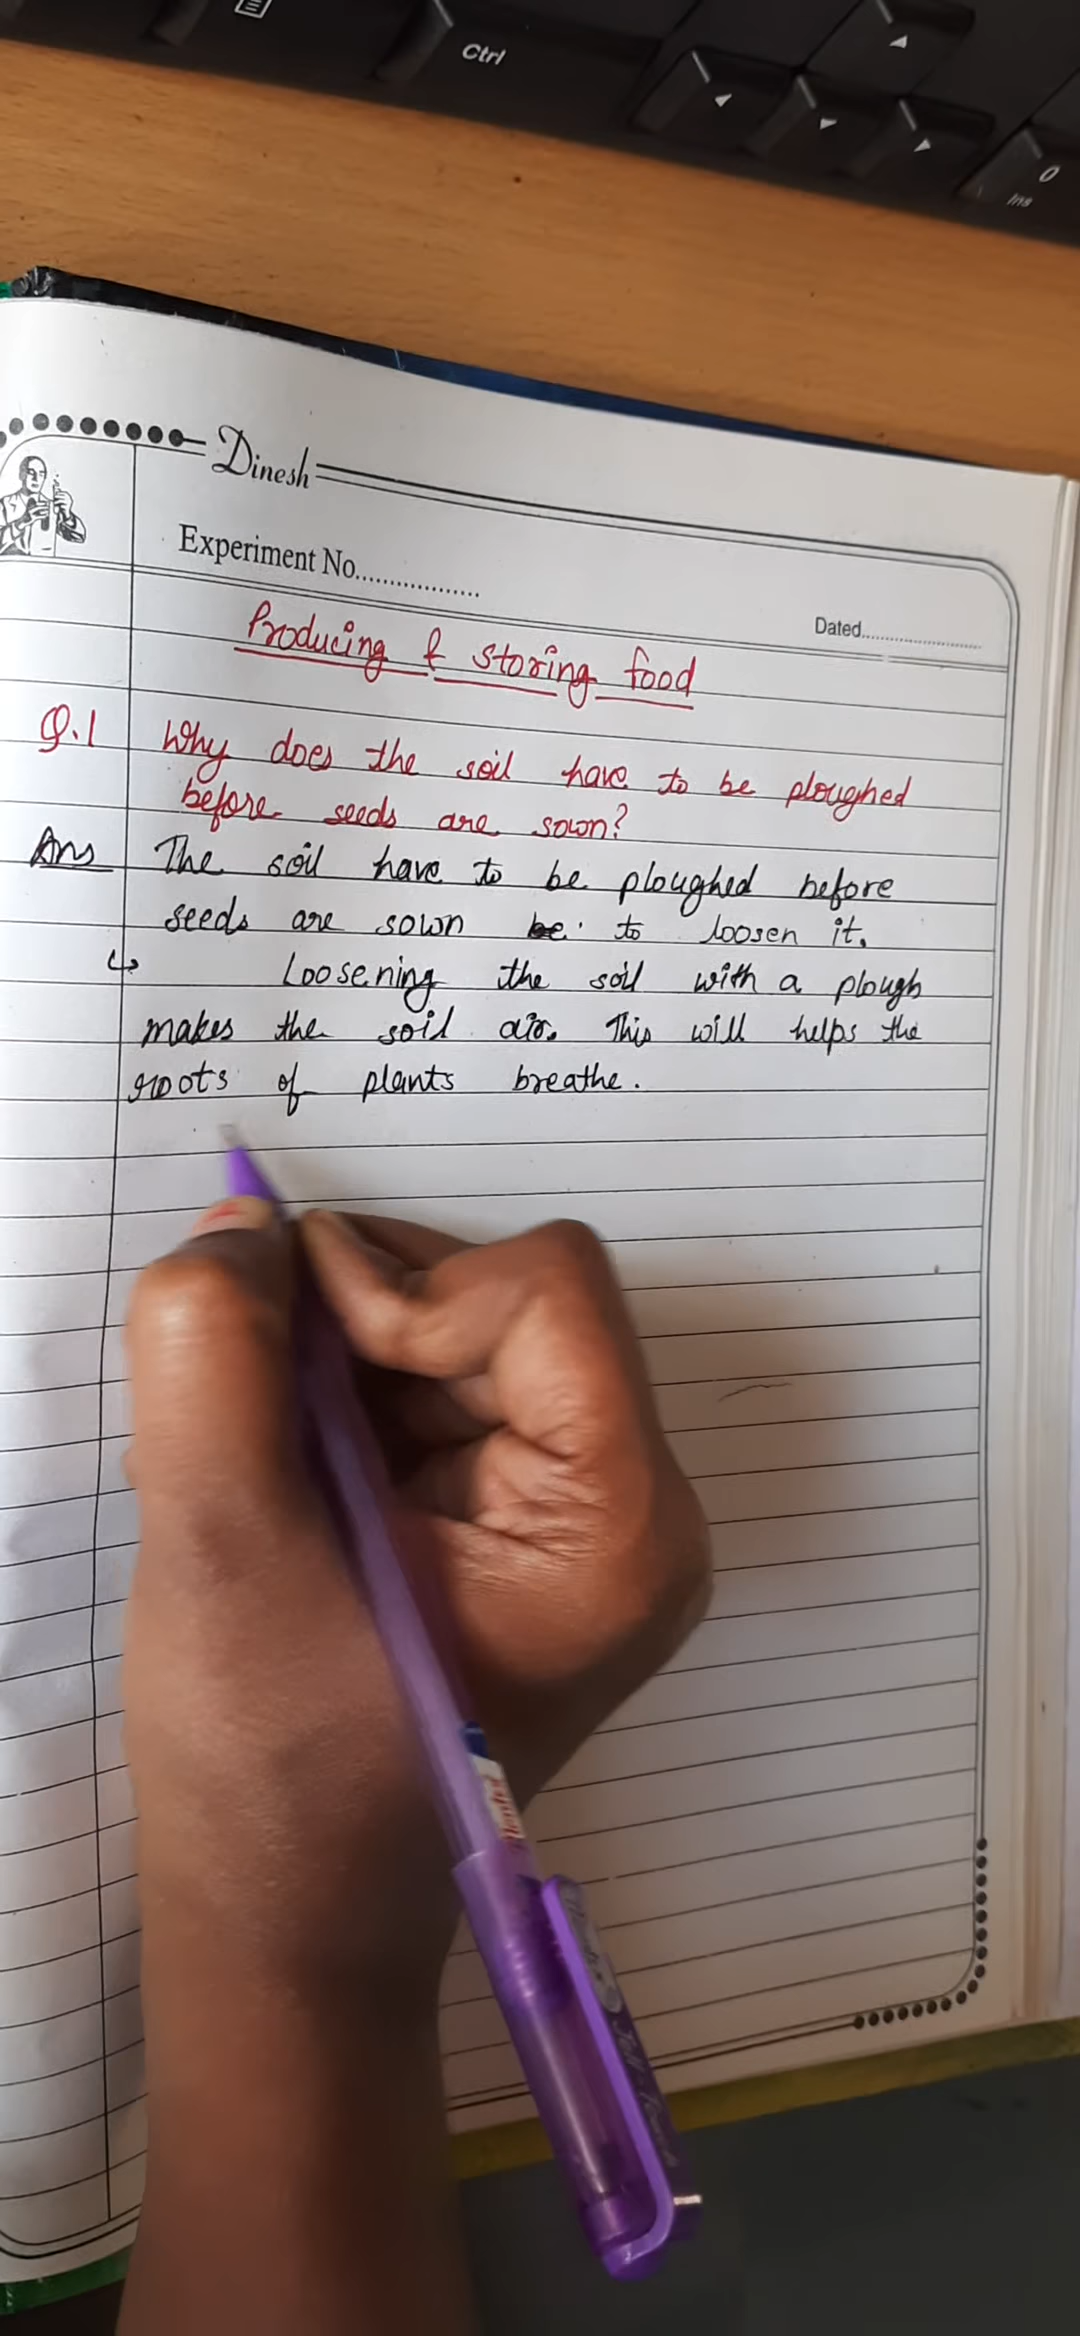 Ctrl
0
Ins
Dinesh
Experiment No..................
Dated..........................
Producing & storing food
Q.1 Why does the soil have to be ploughed
before seeds are sown?
Ans The soil have to be ploughed before
seeds are sown to loosen it.
↳ Loosening the soil with a plough
makes the soil air. This will helps the
roots of plants breathe.